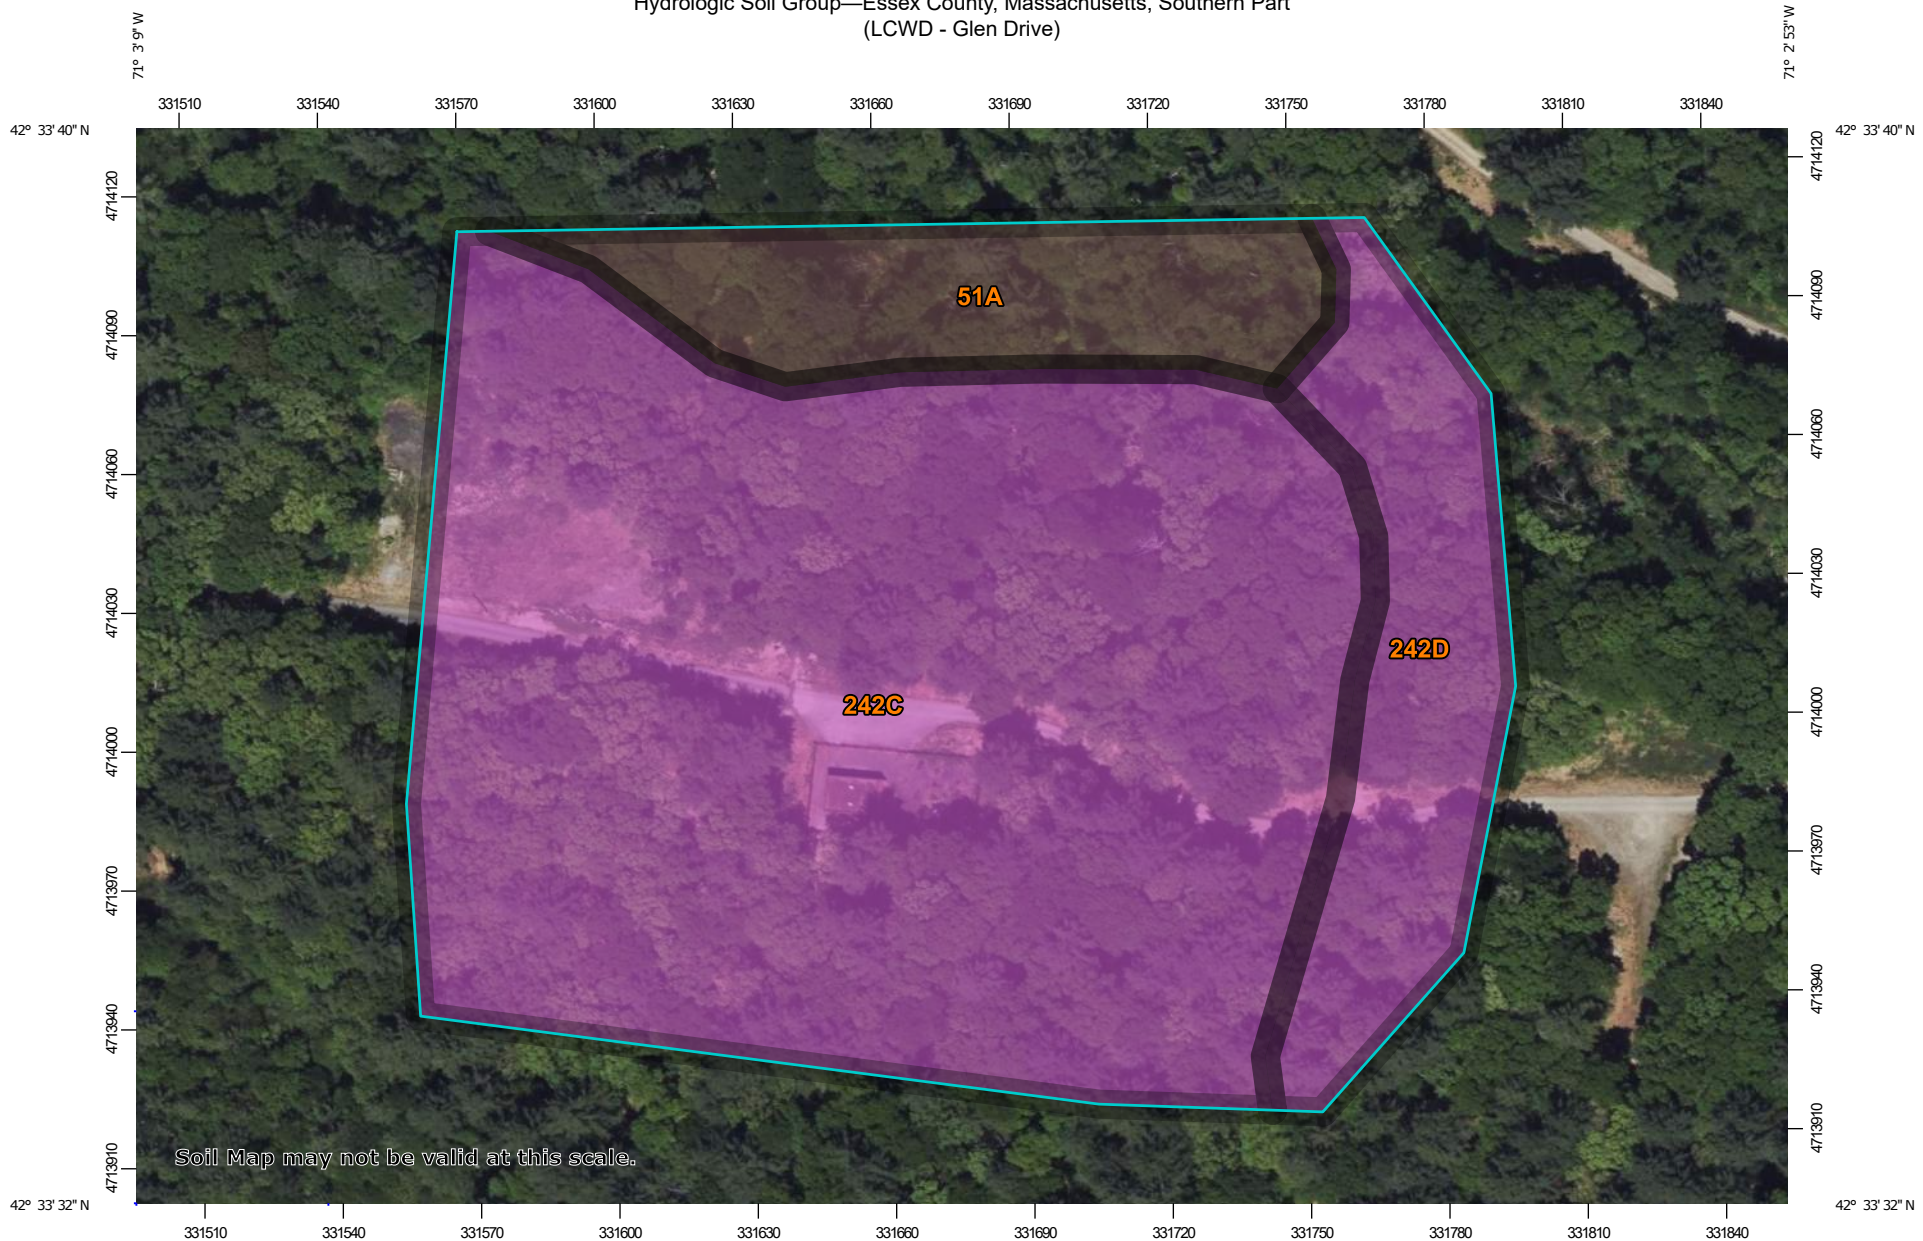 Hydrologic Soil Group—Essex County, Massachusetts, Southern Part
(LCWD - Glen Drive)
71° 3' 9'' W
71° 2' 53'' W
331510 331540 331570 331600 331630 331660 331690 331720 331750 331780 331810 331840
42° 33' 40'' N
42° 33' 40'' N
4714120
4714090
4714060
4714030
4714000
4713970
4713940
4713910
51A
242D
242C
4714120
4714090
4714060
4714030
4714000
4713970
4713940
4713910
Soil Map may not be valid at this scale.
42° 33' 32'' N
42° 33' 32'' N
331510 331540 331570 331600 331630 331660 331690 331720 331750 331780 331810 331840